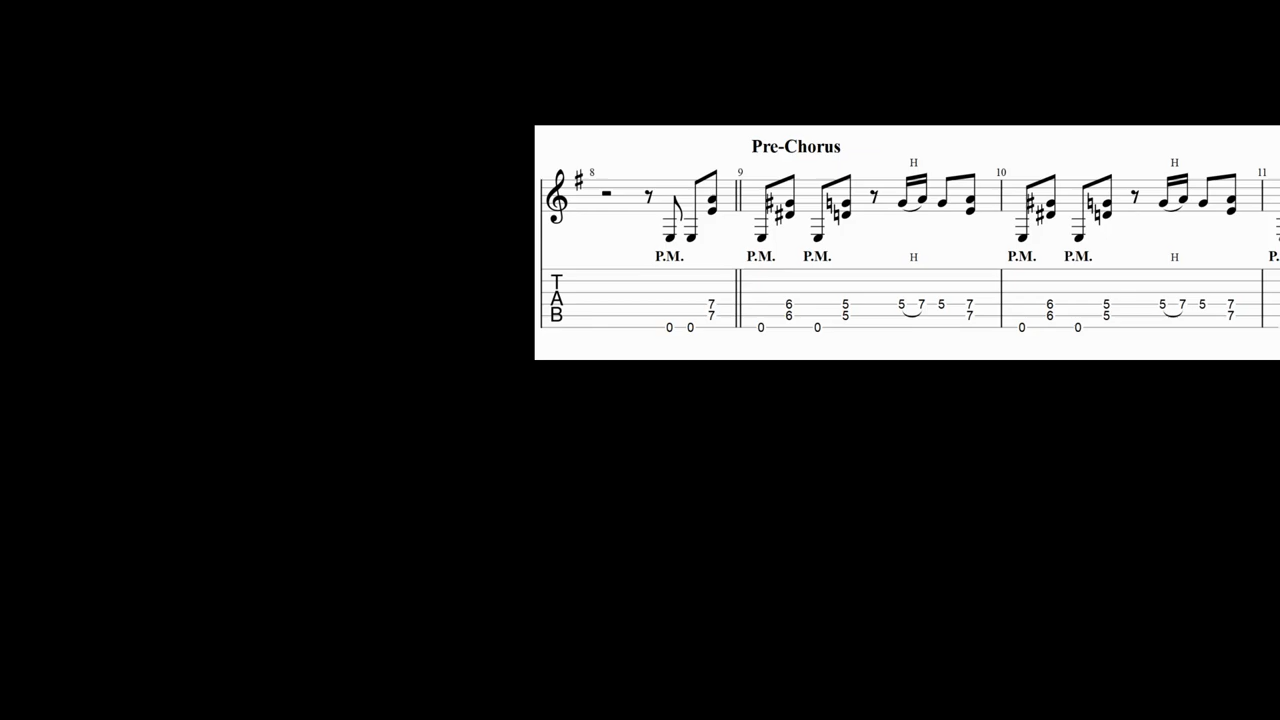 Pre-Chorus
8 9 H 10 H 11
P.M. P.M. P.M. H P.M. P.M. H P.
T
A 7 6 5 5 7 5 7 6 5 5 7 5 7
B 7 6 5 7 6 5 7
0 0 0 0 0 0